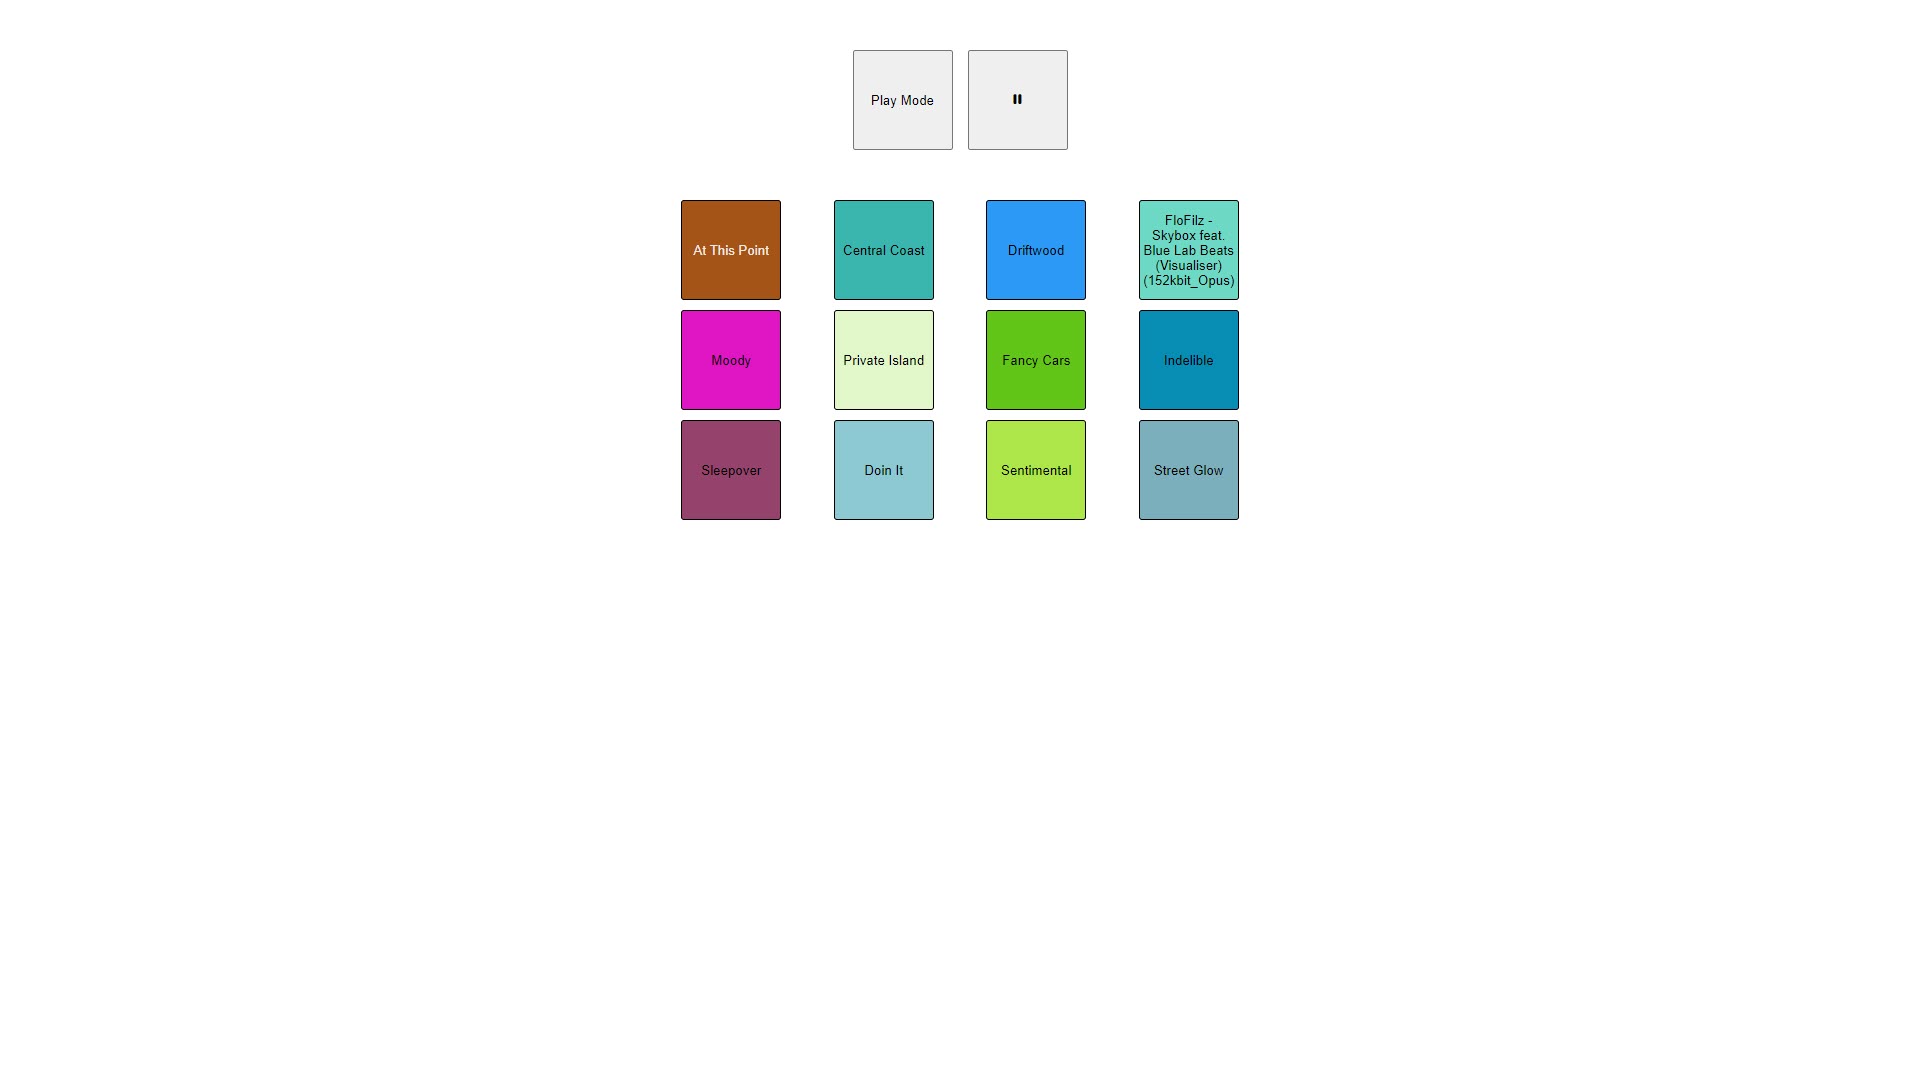 Play Mode
At This Point
Central Coast
Driftwood
FloFilz -
Skybox feat.
Blue Lab Beats
(Visualiser)
(152kbit_Opus)
Moody
Private Island
Fancy Cars
Indelible
Sleepover
Doin It
Sentimental
Street Glow